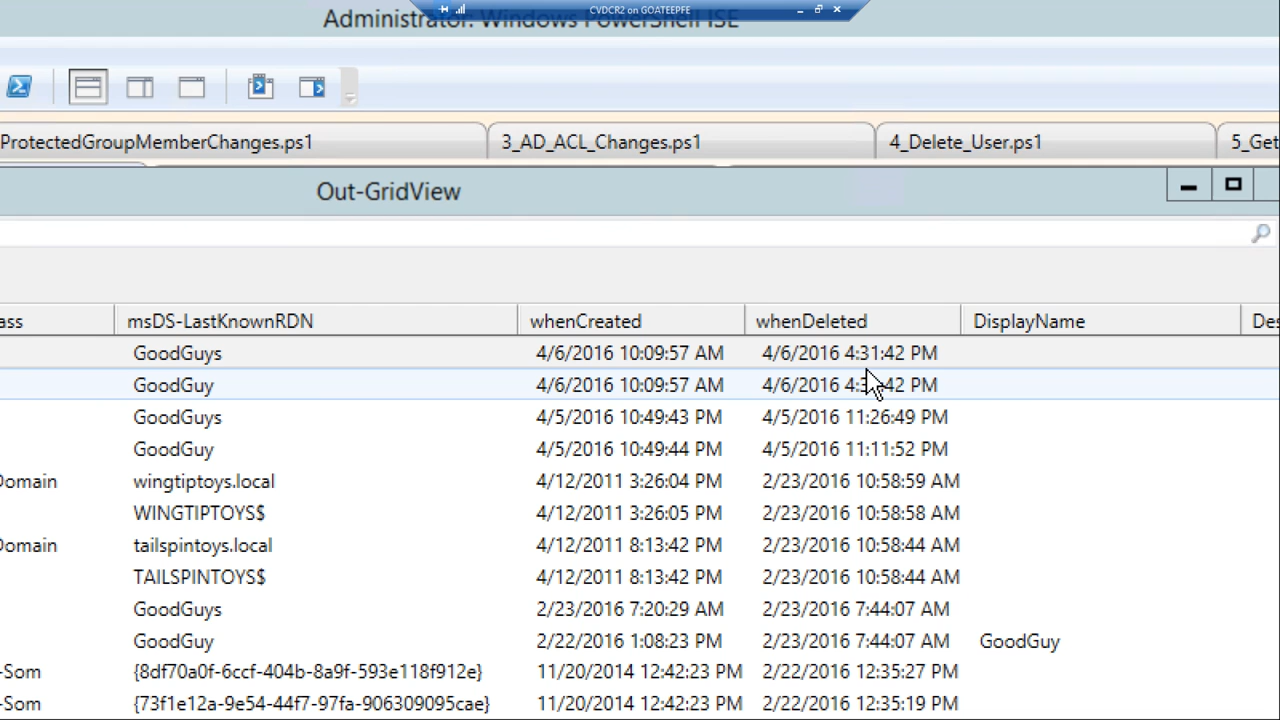 CVDCR2 on GOATEEPFE
Administrator: Windows PowerShell ISE
ProtectedGroupMemberChanges.ps1 3_AD_ACL_Changes.ps1 4_Delete_User.ps1 5_Get
Out-GridView
ass msDS-LastKnownRDN whenCreated whenDeleted DisplayName Des
GoodGuys 4/6/2016 10:09:57 AM 4/6/2016 4:31:42 PM
GoodGuy 4/6/2016 10:09:57 AM 4/6/2016
GoodGuys 4/5/2016 10:49:43 PM 4/5/2016 11:26:49 PM
GoodGuy 4/5/2016 10:49:44 PM 4/5/2016 11:11:52 PM
Domain wingtiptoys.local 4/12/2011 3:26:04 PM 2/23/2016 10:58:59 AM
WINGTIPTOYS$ 4/12/2011 3:26:05 PM 2/23/2016 10:58:58 AM
Domain tailspintoys.local 4/12/2011 8:13:42 PM 2/23/2016 10:58:44 AM
TAILSPINTOYS$ 4/12/2011 8:13:42 PM 2/23/2016 10:58:44 AM
GoodGuys 2/23/2016 7:20:29 AM 2/23/2016 7:44:07 AM
GoodGuy 2/22/2016 1:08:23 PM 2/23/2016 7:44:07 AM GoodGuy
-Som {8df70a0f-6ccf-404b-8a9f-593e118f912e} 11/20/2014 12:42:23 PM 2/22/2016 12:35:27 PM
-Som {73f1e12a-9e54-44f7-97fa-906309095cae} 11/20/2014 12:42:23 PM 2/22/2016 12:35:19 PM